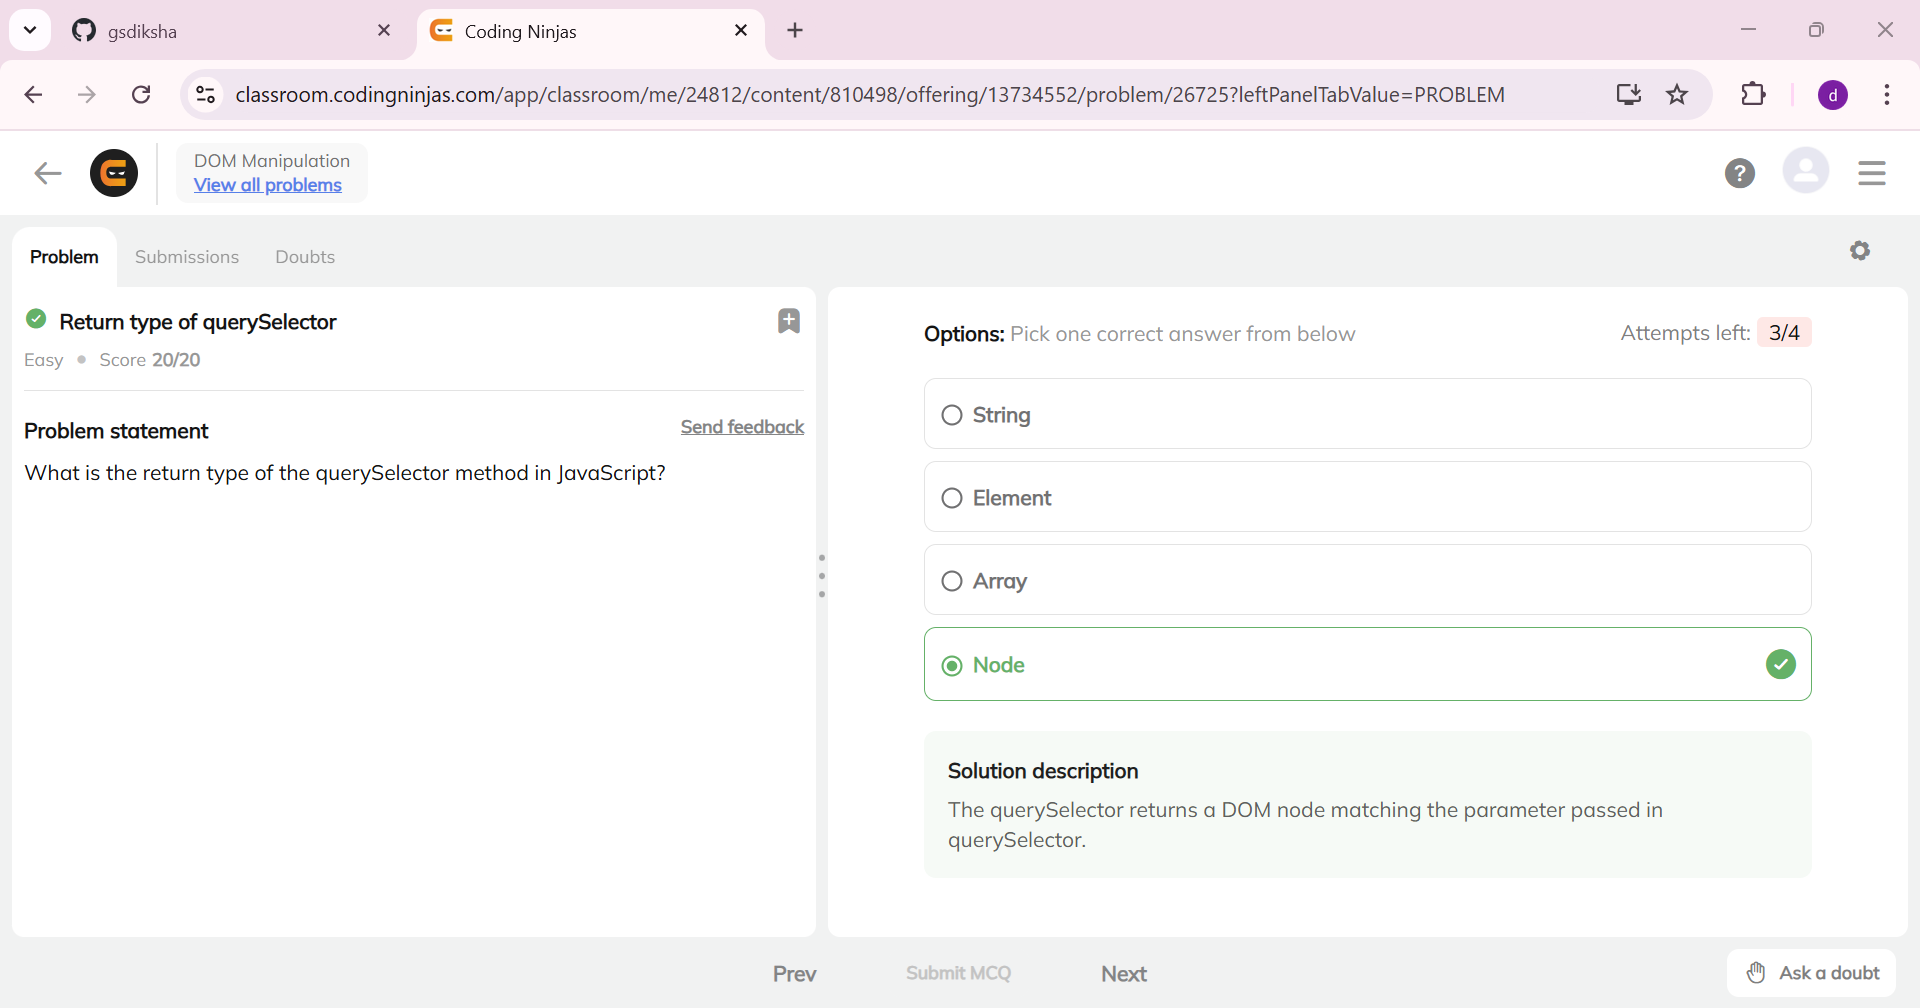 gsdiksha
Coding Ninjas
classroom.codingninjas.com/app/classroom/me/24812/content/810498/offering/13734552/problem/26725?leftPanelTabValue=PROBLEM
d
DOM Manipulation
View all problems
?
Problem
Submissions
Doubts
Return type of querySelector
Easy
Score 20/20
Problem statement
Send feedback
What is the return type of the querySelector method in JavaScript?
Options: Pick one correct answer from below
Attempts left: 3/4
String
Element
Array
Node
Solution description
The querySelector returns a DOM node matching the parameter passed in
querySelector.
Prev
Submit MCQ
Next
Ask a doubt